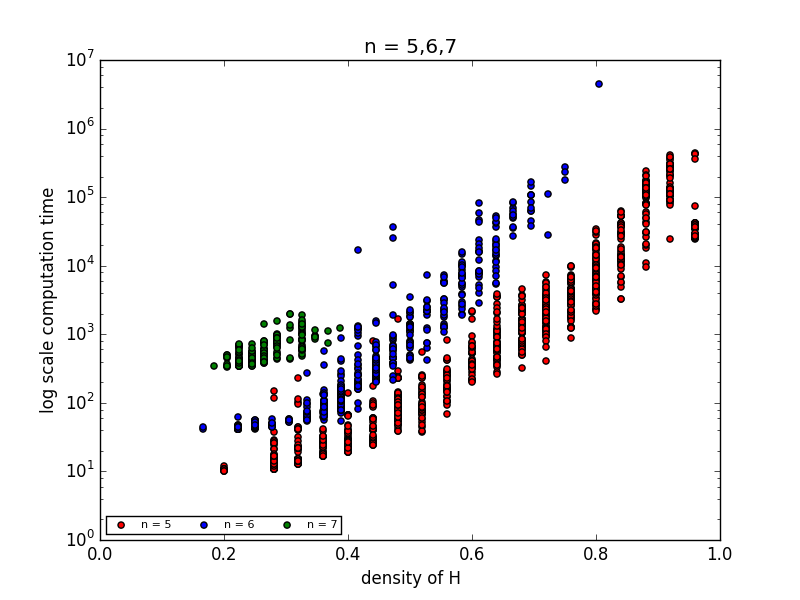 n = 5,6,7
10^7
10^6
10^5
10^4
10^3
10^2
10^1
10^0
log scale computation time
n = 5 n = 6 n = 7
0.0 0.2 0.4 0.6 0.8 1.0
density of H